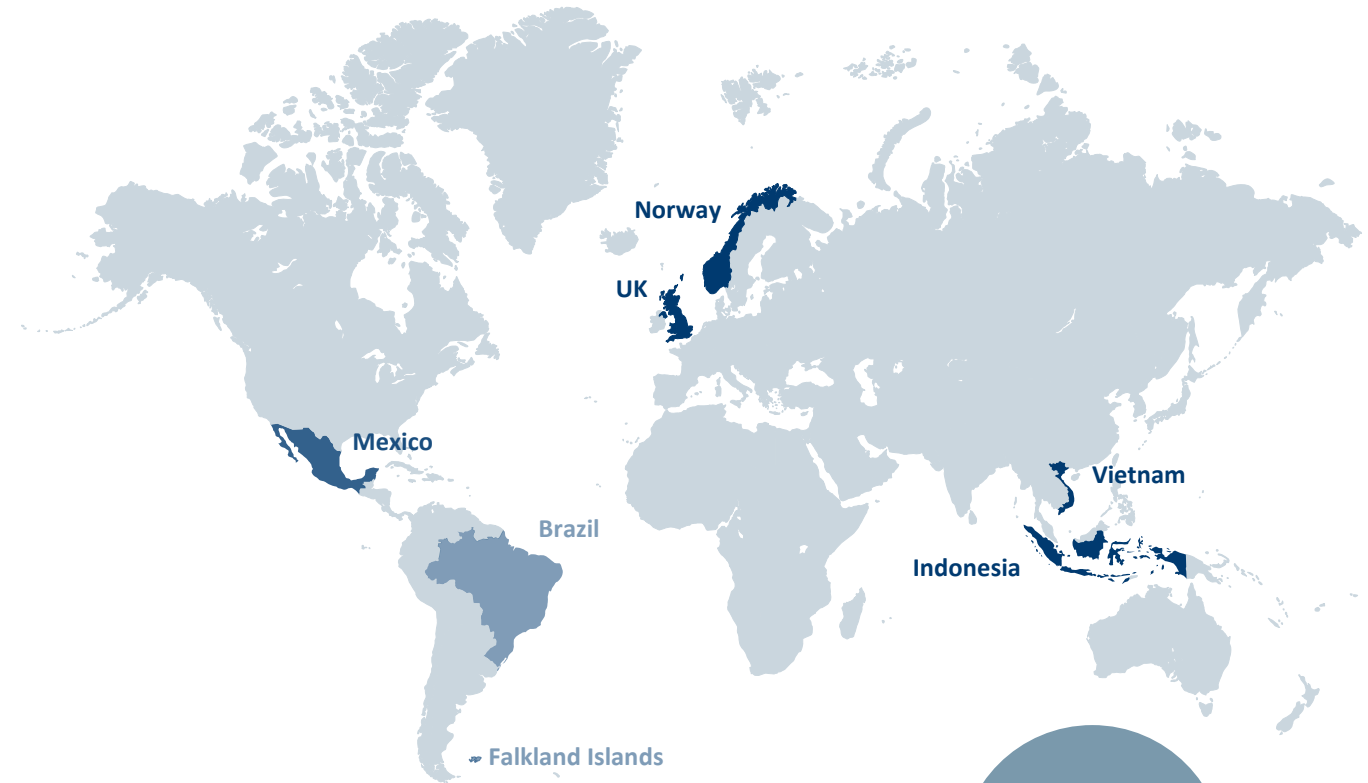 Norway
UK
Mexico
Vietnam
Brazil
Indonesia
Falkland Islands